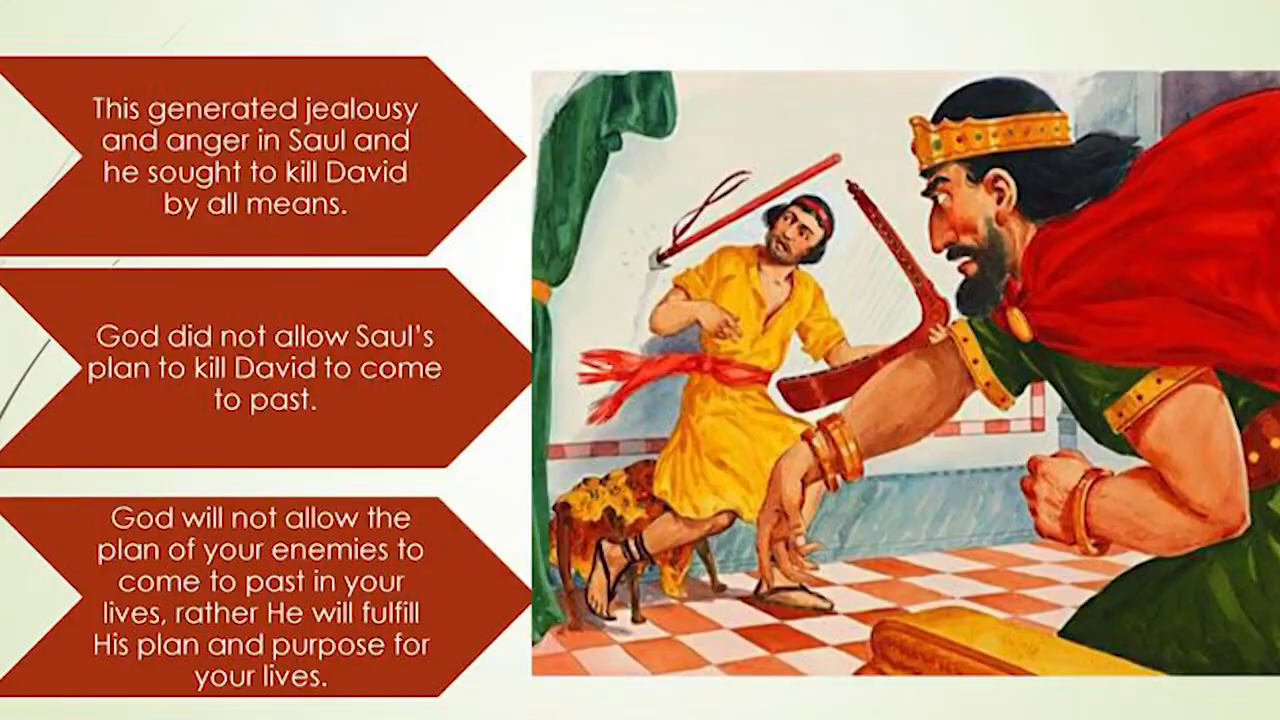 This generated jealousy
and anger in Saul and
he sought to kill David
by all means.
God did not allow Saul’s
plan to kill David to come
to past.
God will not allow the
plan of your enemies to
come to past in your
lives, rather He will fulfill
His plan and purpose for
your lives.